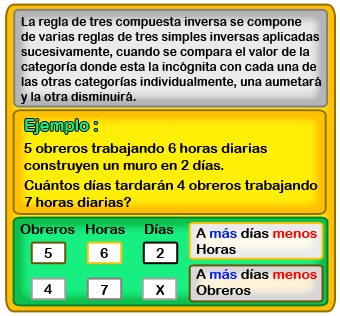 La regla de tres compuesta inversa se compone
de varias reglas de tres simples inversas aplicadas
sucesivamente, cuando se compara el valor de la
categoría donde esta la incógnita con cada una de
las otras categorías individualmente, una aumetará
y la otra disminuirá.
Ejemplo :
5 obreros trabajando 6 horas diarias
construyen un muro en 2 días.
Cuántos días tardarán 4 obreros trabajando
7 horas diarias?
Obreros Horas Días
5 6 2
4 7 X
A más días menos
Horas
A más días menos
Obreros